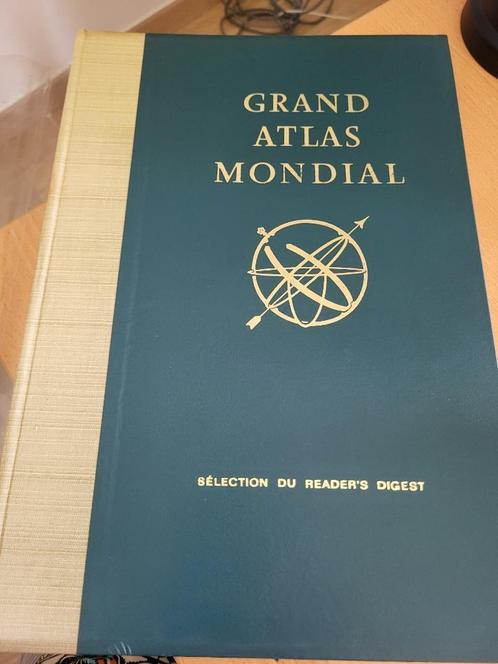 GRAND
ATLAS
MONDIAL
SÉLECTION DU READER'S DIGEST